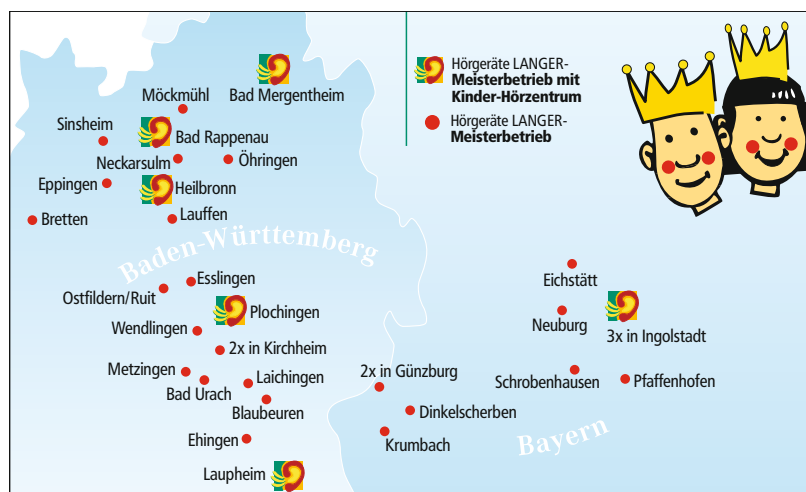 Hörgeräte LANGER-
Meisterbetrieb mit
Kinder-Hörzentrum
Hörgeräte LANGER-
Meisterbetrieb
Bad Mergentheim
Möckmühl
Sinsheim
Bad Rappenau
Neckarsulm
Öhringen
Eppingen
Heilbronn
Bretten
Lauffen
Baden-Württemberg
Esslingen
Ostfildern/Ruit
Plochingen
Wendlingen
2x in Kirchheim
Metzingen
Bad Urach
Laichingen
Blaubeuren
Ehingen
Laupheim
Eichstätt
Neuburg
3x in Ingolstadt
2x in Günzburg
Schrobenhausen
Pfaffenhofen
Dinkelscherben
Krumbach
Bayern